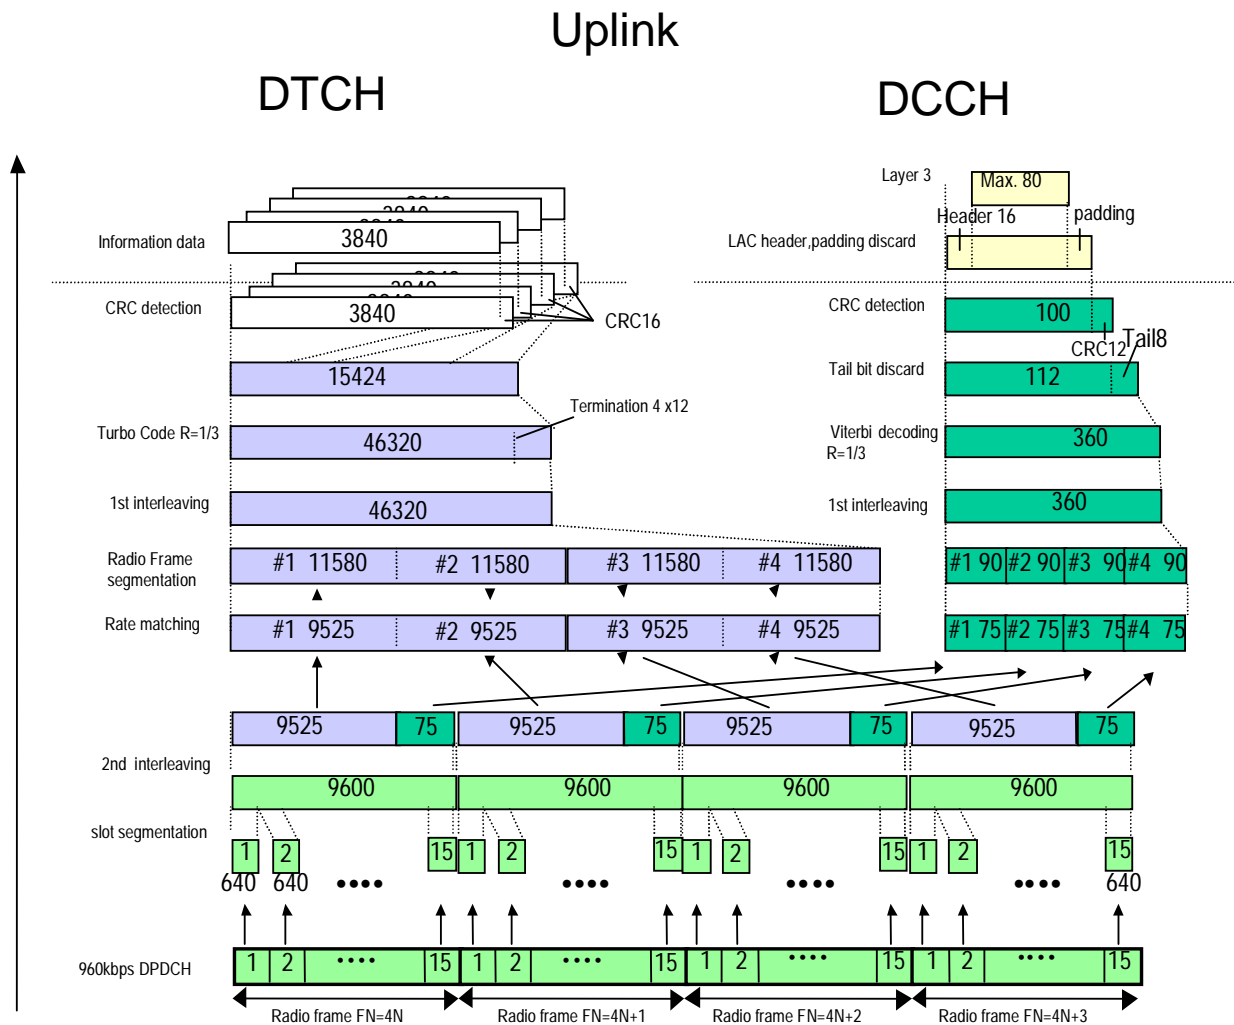 Uplink
DTCH
DCCH
Layer 3
Max. 80
Header 16
padding
Information data
3840
3840
LAC header,padding discard
CRC detection
3840
CRC16
CRC detection
100
CRC12
Tail8
15424
Tail bit discard
112
Termination 4 x12
Turbo Code R=1/3
46320
Viterbi decoding
R=1/3
360
1st interleaving
46320
1st interleaving
360
Radio Frame
segmentation
#1 11580
#2 11580
#3 11580
#4 11580
#1 90
#2 90
#3 90
#4 90
Rate matching
#1 9525
#2 9525
#3 9525
#4 9525
#1 75
#2 75
#3 75
#4 75
9525
75
9525
75
9525
75
9525
75
2nd interleaving
9600
9600
9600
9600
slot segmentation
1
2
15
1
2
15
1
2
15
1
2
15
640
640
640
960kbps DPDCH
1
2
15
1
2
15
1
2
15
1
2
15
Radio frame FN=4N
Radio frame FN=4N+1
Radio frame FN=4N+2
Radio frame FN=4N+3